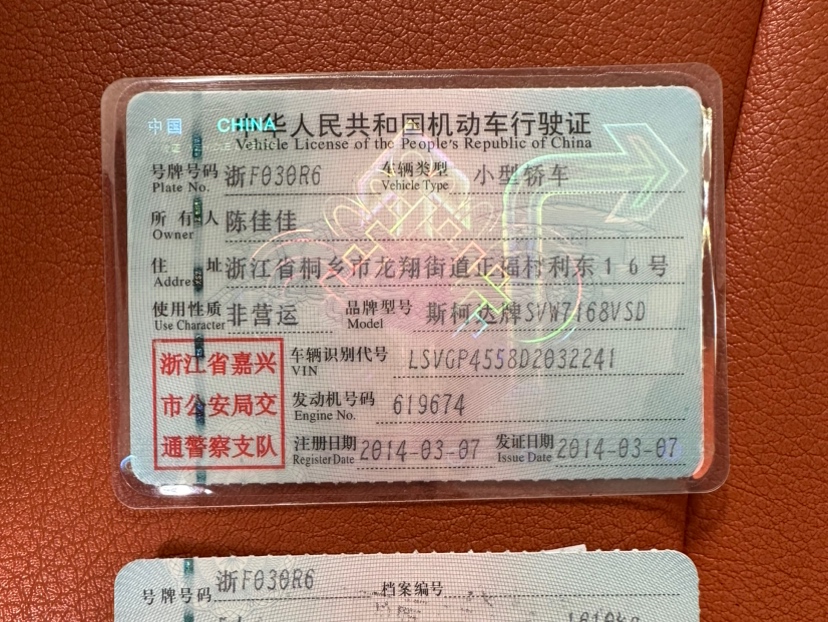 中国 CHINA
中华人民共和国机动车行驶证
Vehicle License of the People's Republic of China
号牌号码 浙F030R6 车辆类型 小型轿车
Plate No. Vehicle Type
所有人 陈佳佳
Owner
住址 浙江省桐乡市龙翔街道正福村利东16号
Address
使用性质 非营运 品牌型号 斯柯达牌SVW7168VSD
Use Character Model
浙江省嘉兴
市公安局交
通警察支队
车辆识别代号 LSVGP4558D2032241
VIN
发动机号码 619674
Engine No.
注册日期 2014-03-07 发证日期 2014-03-07
Register Date Issue Date
号牌号码 浙F030R6 档案编号